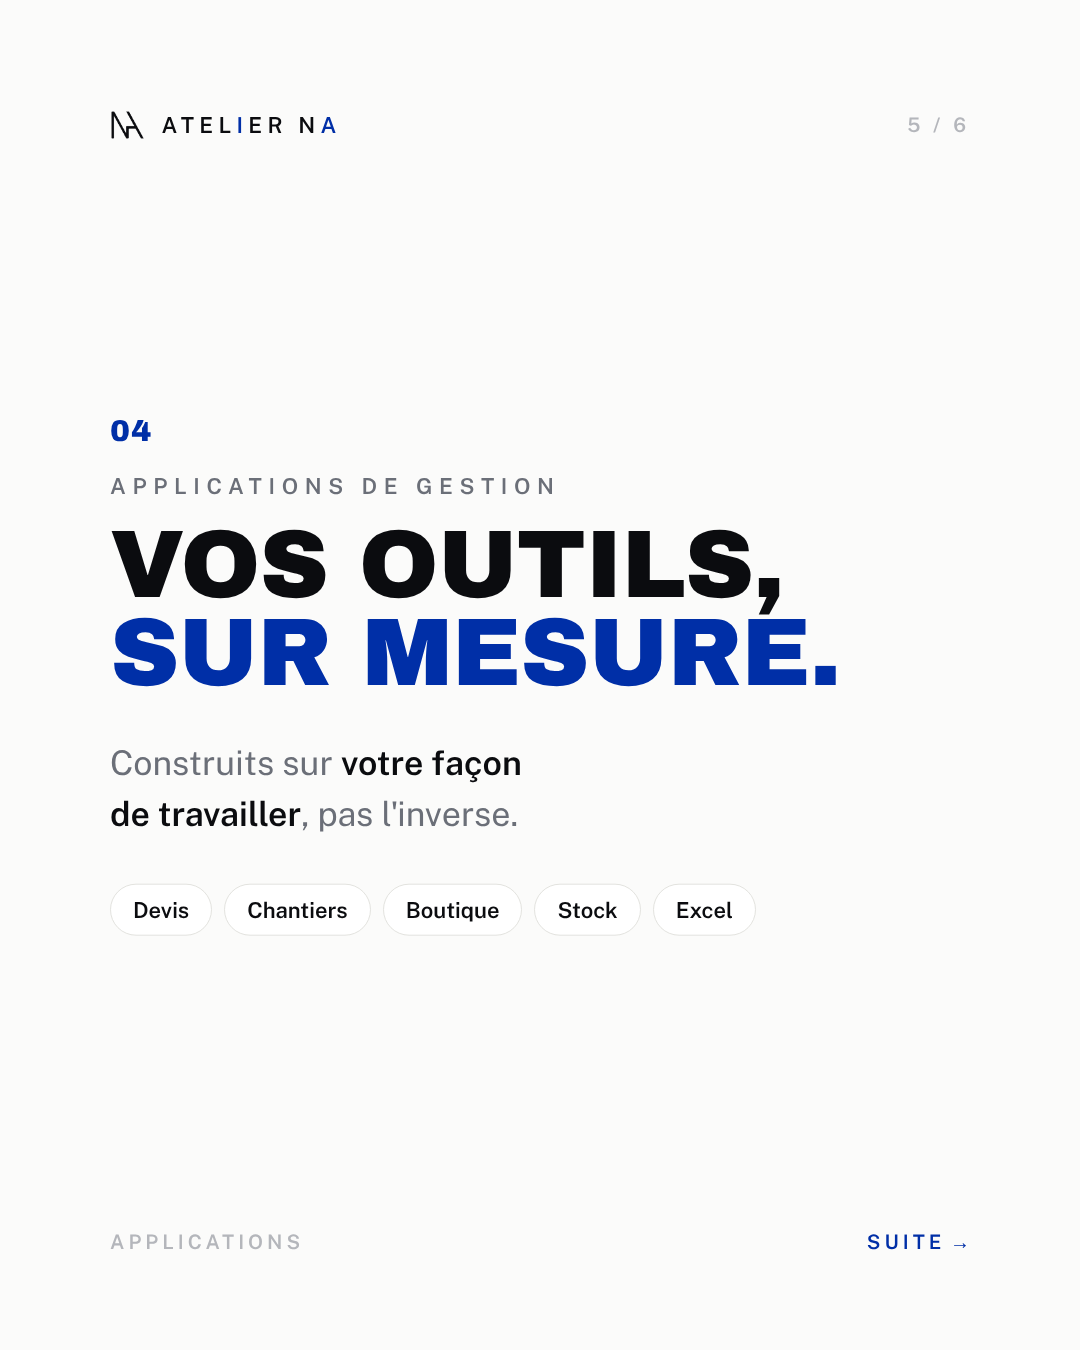 ATELIER NA
5 / 6
04
APPLICATIONS DE GESTION
VOS OUTILS,
SUR MESURE.
Construits sur votre façon
de travailler, pas l'inverse.
Devis Chantiers Boutique Stock Excel
APPLICATIONS
SUITE →